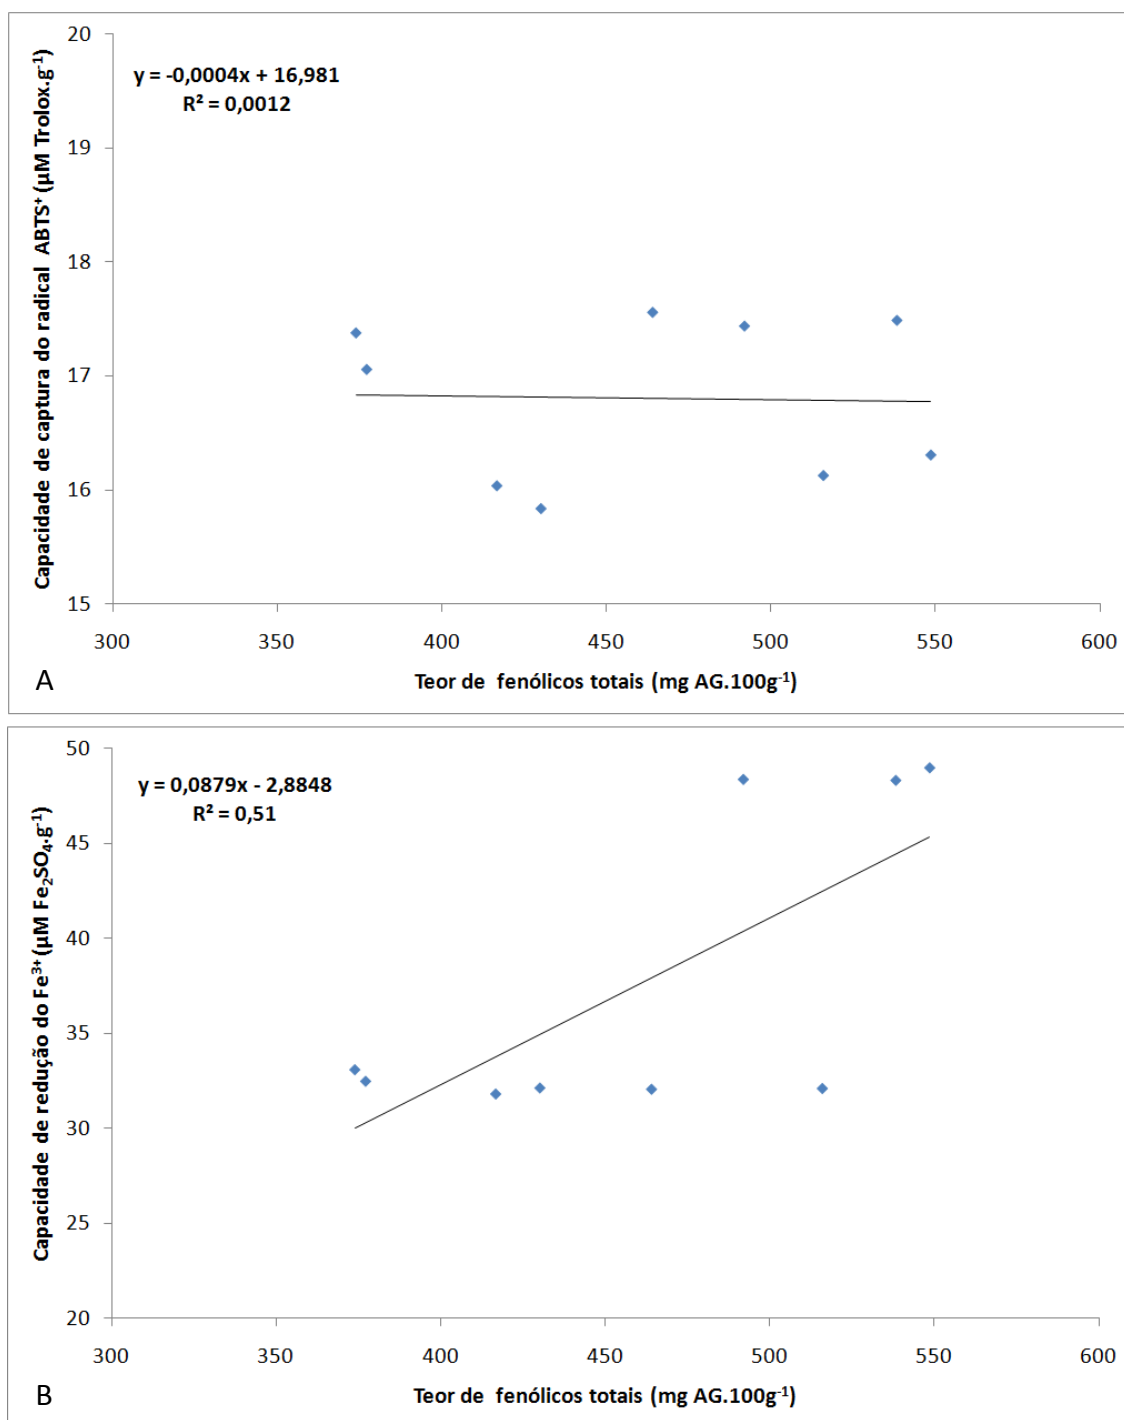 20
y = -0,0004x + 16,981
R² = 0,0012
19
18
17
16
15
Capacidade de captura do radical ABTS⁺ (µM Trolox.g⁻¹)
300 350 400 450 500 550 600
Teor de fenólicos totais (mg AG.100g⁻¹)
A
50
y = 0,0879x - 2,8848
R² = 0,51
45
40
35
30
25
20
Capacidade de redução do Fe³⁺ (µM Fe₂SO₄.g⁻¹)
300 350 400 450 500 550 600
Teor de fenólicos totais (mg AG.100g⁻¹)
B